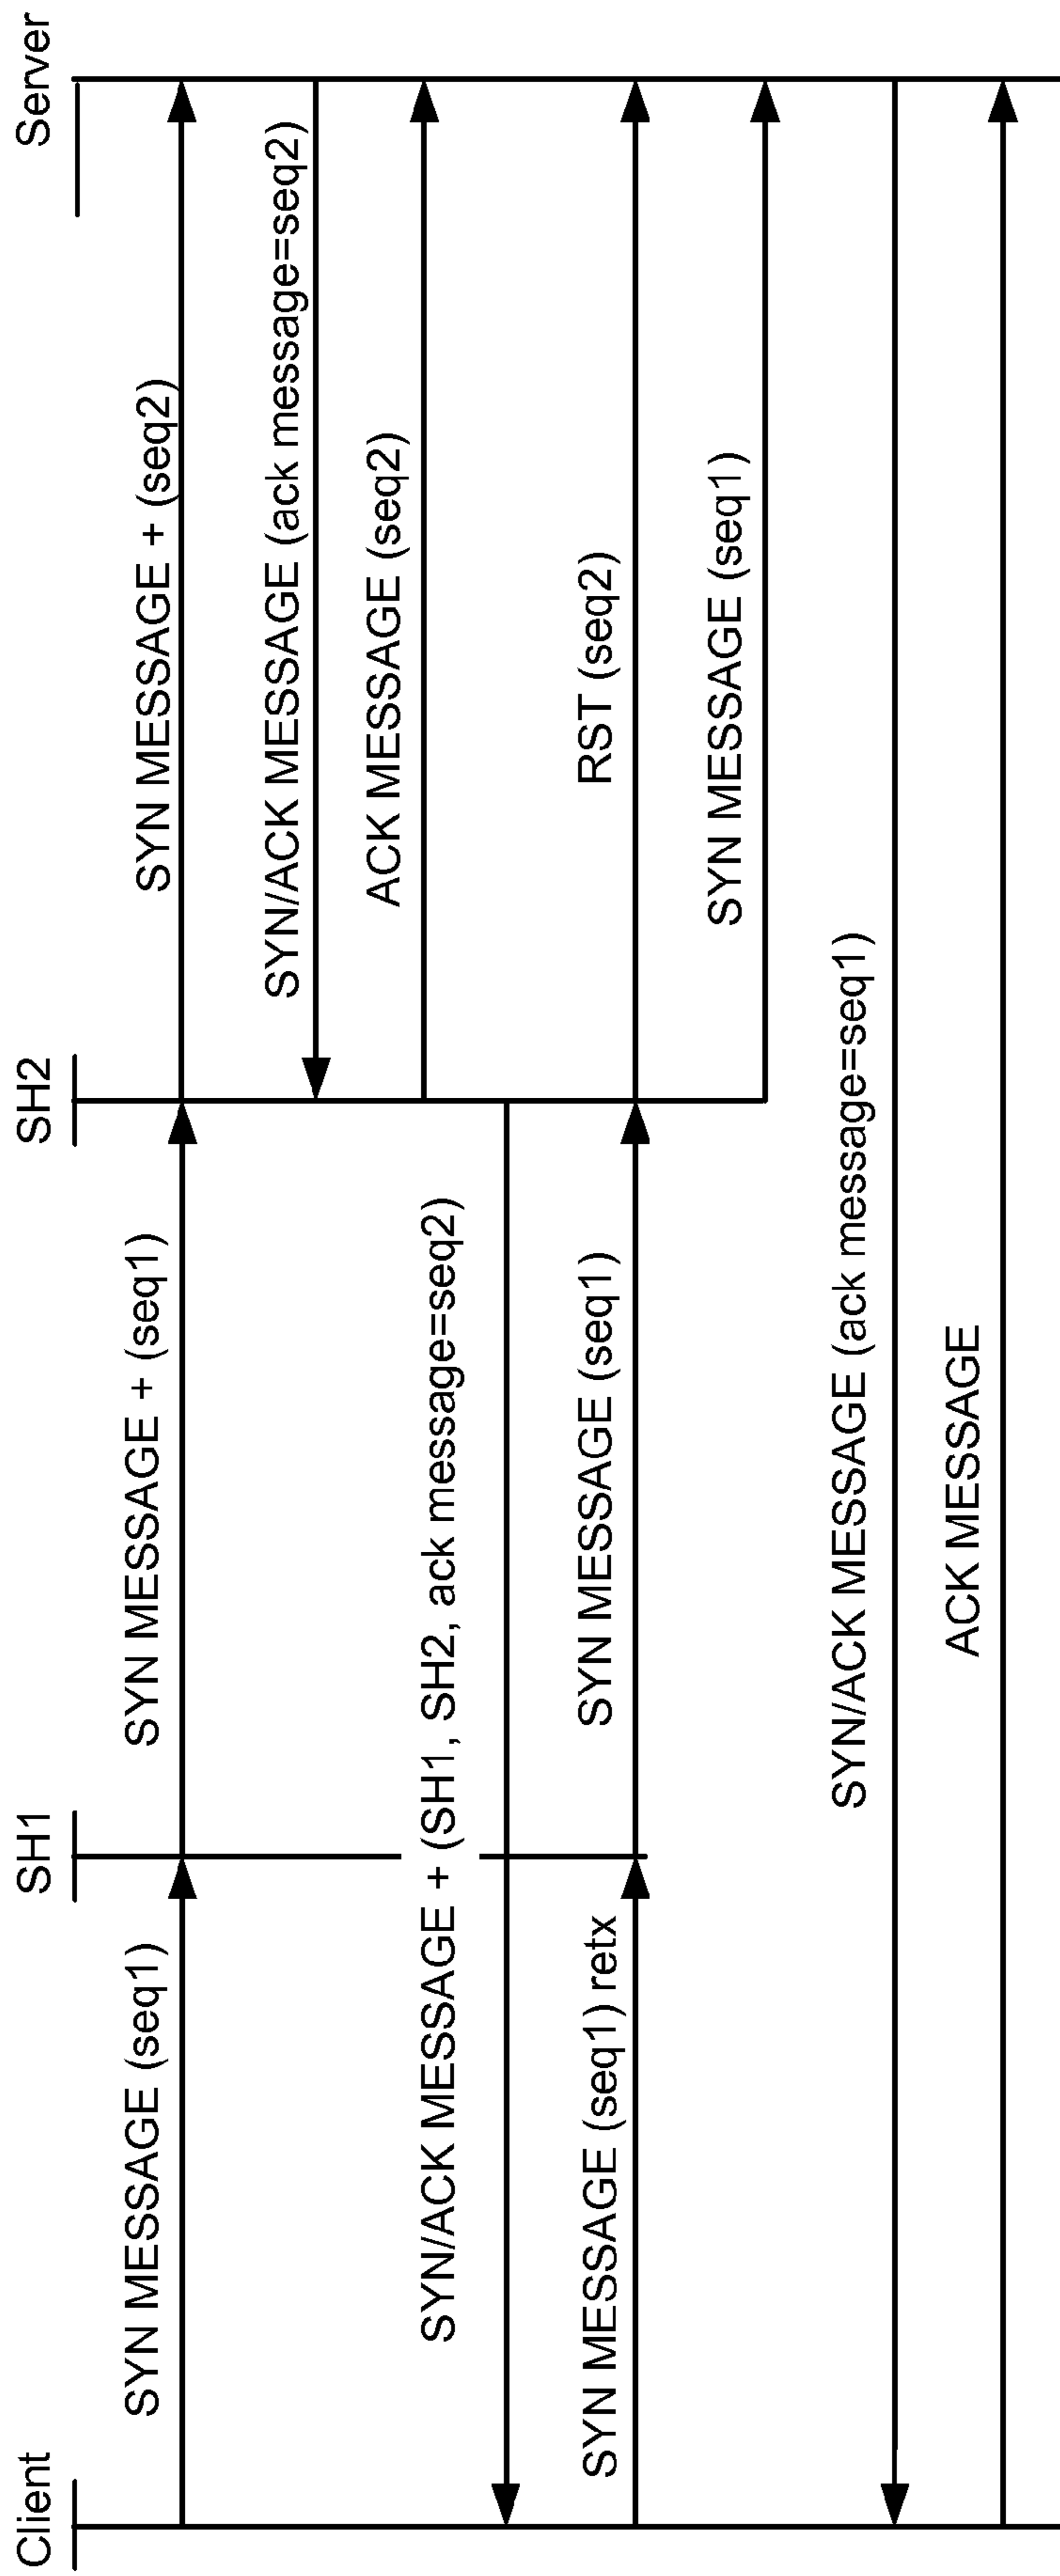 Client
SH1
SH2
Server
SYN MESSAGE (seq1)
SYN MESSAGE + (seq1)
SYN MESSAGE + (seq2)
SYN/ACK MESSAGE (ack message=seq2)
ACK MESSAGE (seq2)
SYN/ACK MESSAGE + (SH1, SH2, ack message=seq2)
SYN MESSAGE (seq1) retx
SYN MESSAGE (seq1)
RST (seq2)
SYN MESSAGE (seq1)
SYN/ACK MESSAGE (ack message=seq1)
ACK MESSAGE